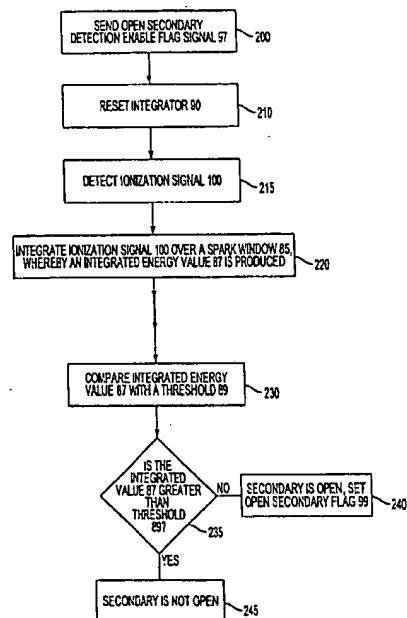 SEND OPEN SECONDARY
DETECTION ENABLE FLAG SIGNAL 97
200
RESET INTEGRATOR 90
210
DETECT IONIZATION SIGNAL 100
215
INTEGRATE IONIZATION SIGNAL 100 OVER A SPARK WINDOW 85,
WHEREBY AN INTEGRATED ENERGY VALUE 87 IS PRODUCED
220
COMPARE INTEGRATED ENERGY
VALUE 87 WITH A THRESHOLD 89
230
IS THE
INTEGRATED
VALUE 87 GREATER
THAN
THRESHOLD
89?
235
NO
SECONDARY IS OPEN, SET
OPEN SECONDARY FLAG 99
240
YES
SECONDARY IS NOT OPEN
245